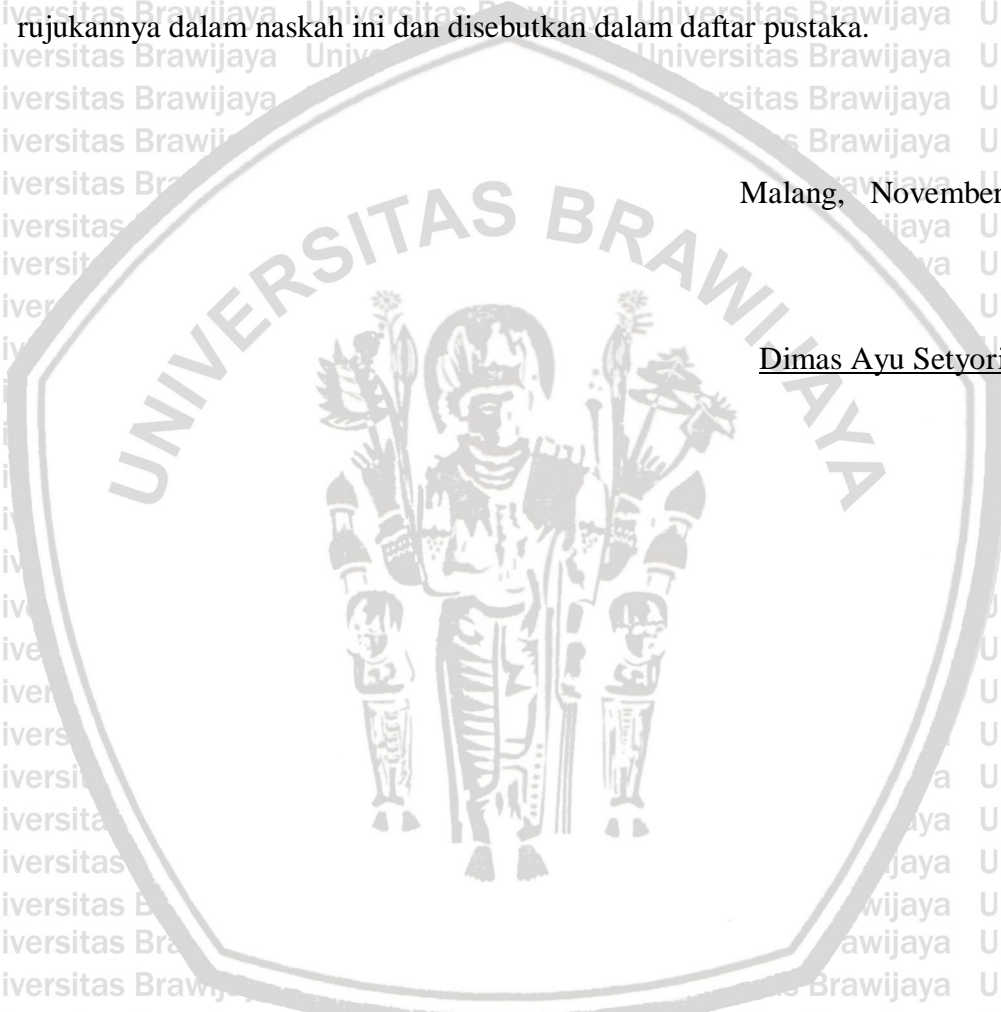 rujukannya dalam naskah ini dan disebutkan dalam daftar pustaka.
Malang, November
Dimas Ayu Setyori
UNIVERSITAS BRAWIJAYA